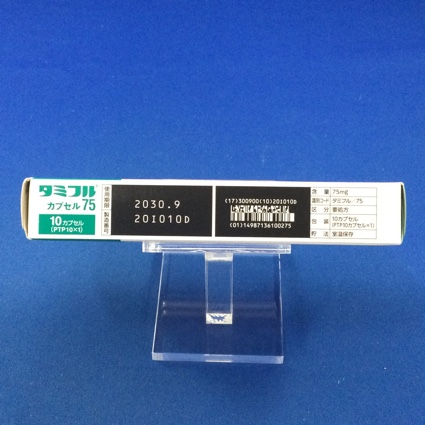 タミフル
カプセル 75
10カプセル
(PTP10×1)
使用期限
製造番号
2030.9
20I010D
(17)300900(10)20I010D
(01)14987136100275
含量 75mg
識別コード タミフル/75
区分 要処方
包装 10カプセル
(PTP10カプセル×1)
貯法 室温保存